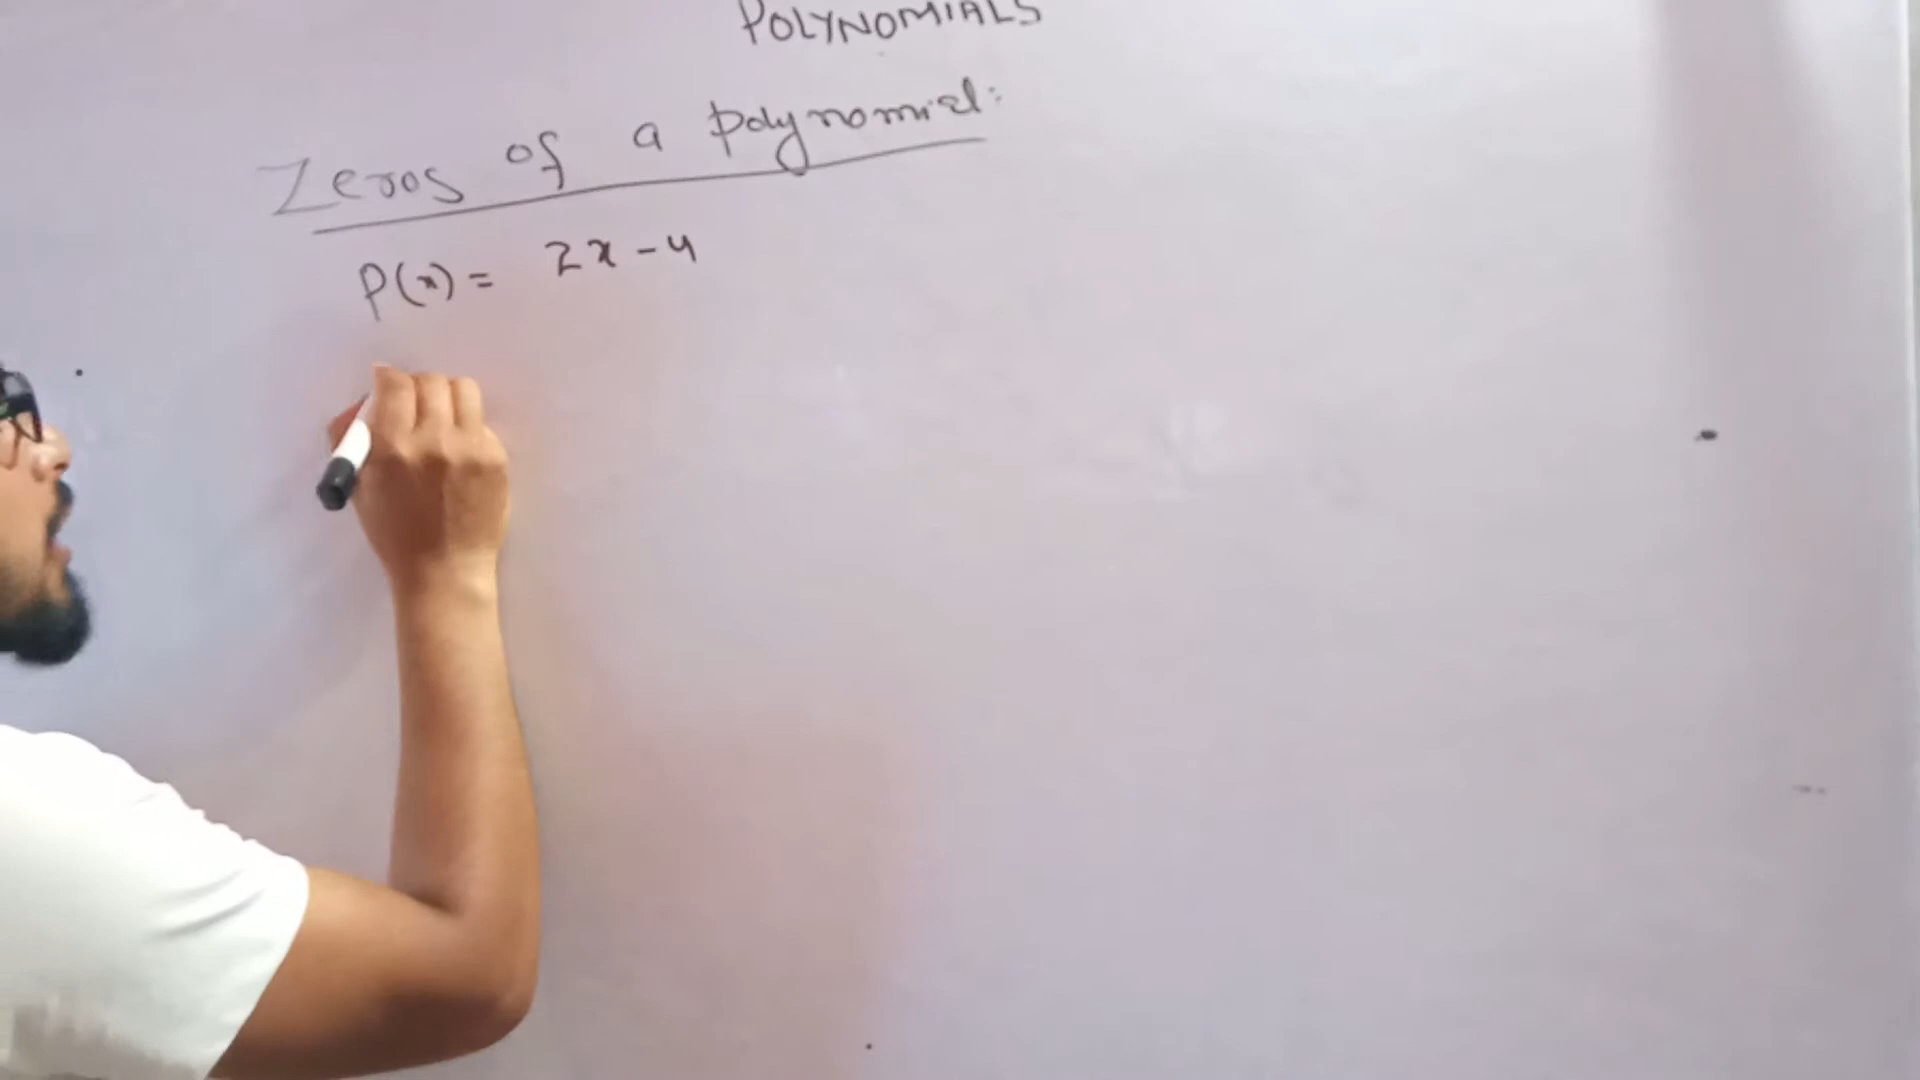 POLYNOMIALS
Zeros of a polynomial:
P(x) = 2x - 4